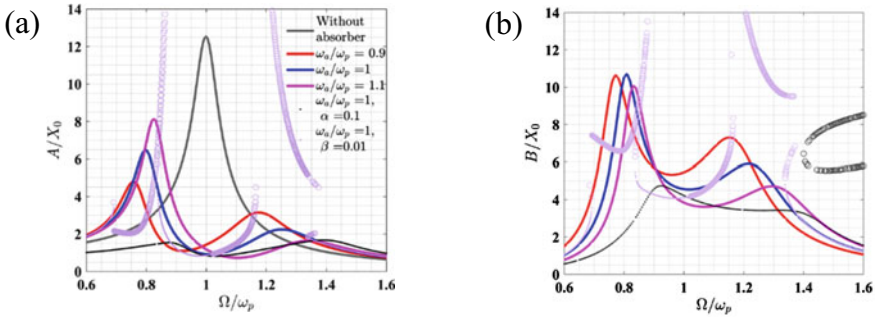 (a)
14
12
10
8
6
4
2
0
A/X₀
0.6 0.8 1 1.2 1.4 1.6
Ω/ωₚ
Without
absorber
ωₐ/ωₚ = 0.9
ωₐ/ωₚ =1
ωₐ/ωₚ = 1.1
ωₐ/ωₚ =1,
α =0.1
ωₐ/ωₚ =1,
β =0.01
(b)
14
12
10
8
6
4
2
0
B/X₀
0.6 0.8 1 1.2 1.4 1.6
Ω/ωₚ